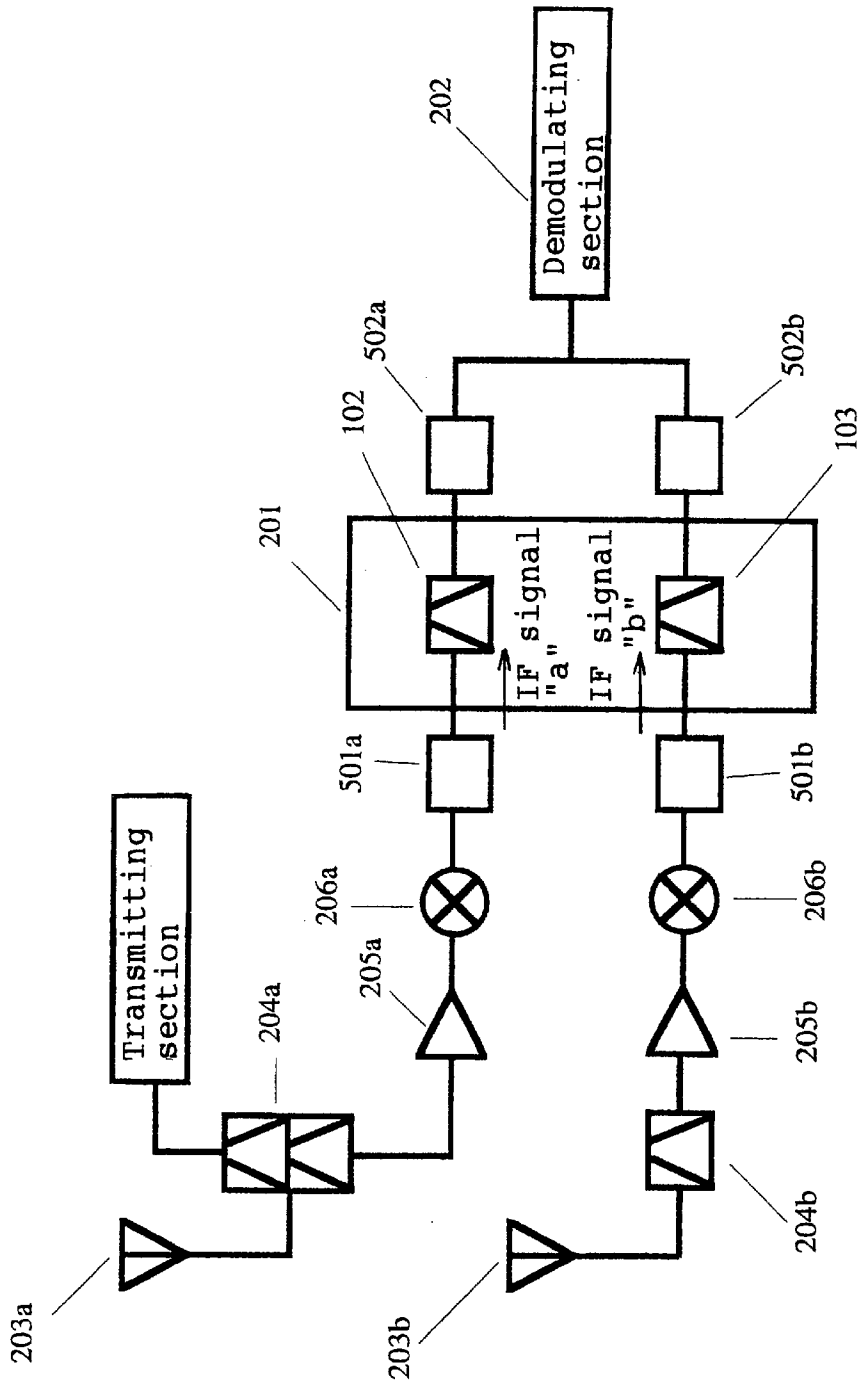 203a
204a
Transmitting
section
205a
206a
501a
201
102
502a
202
IF signal
"a"
Demodulating
section
IF signal
"b"
203b
204b
205b
206b
501b
103
502b